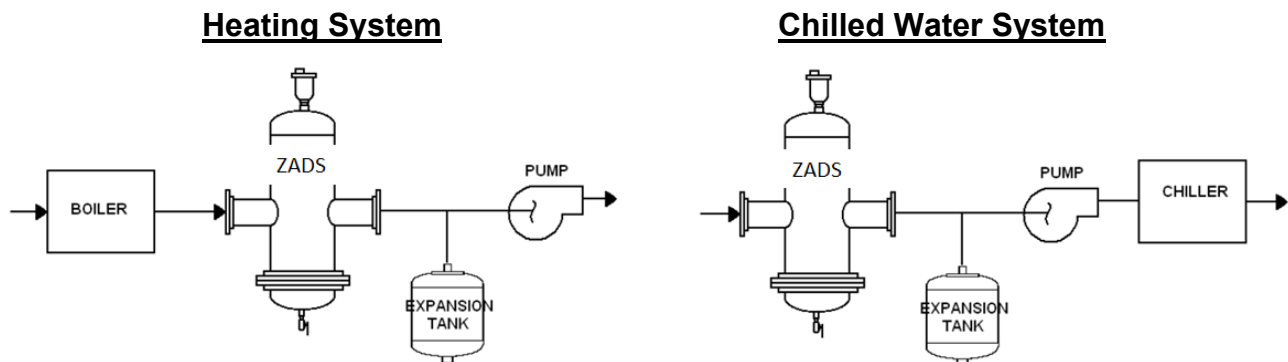 Heating System
BOILER
ZADS
PUMP
EXPANSION
TANK
Chilled Water System
ZADS
PUMP
CHILLER
EXPANSION
TANK